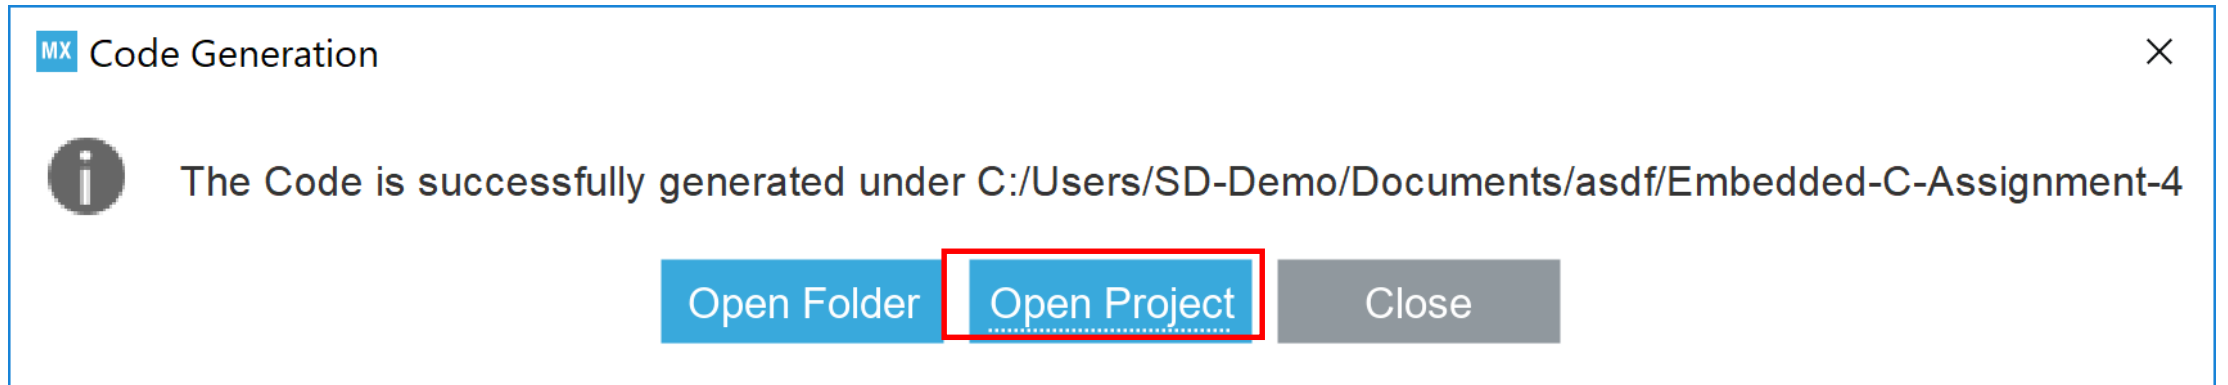 MX Code Generation
The Code is successfully generated under C:/Users/SD-Demo/Documents/asdf/Embedded-C-Assignment-4
Open Folder Open Project Close